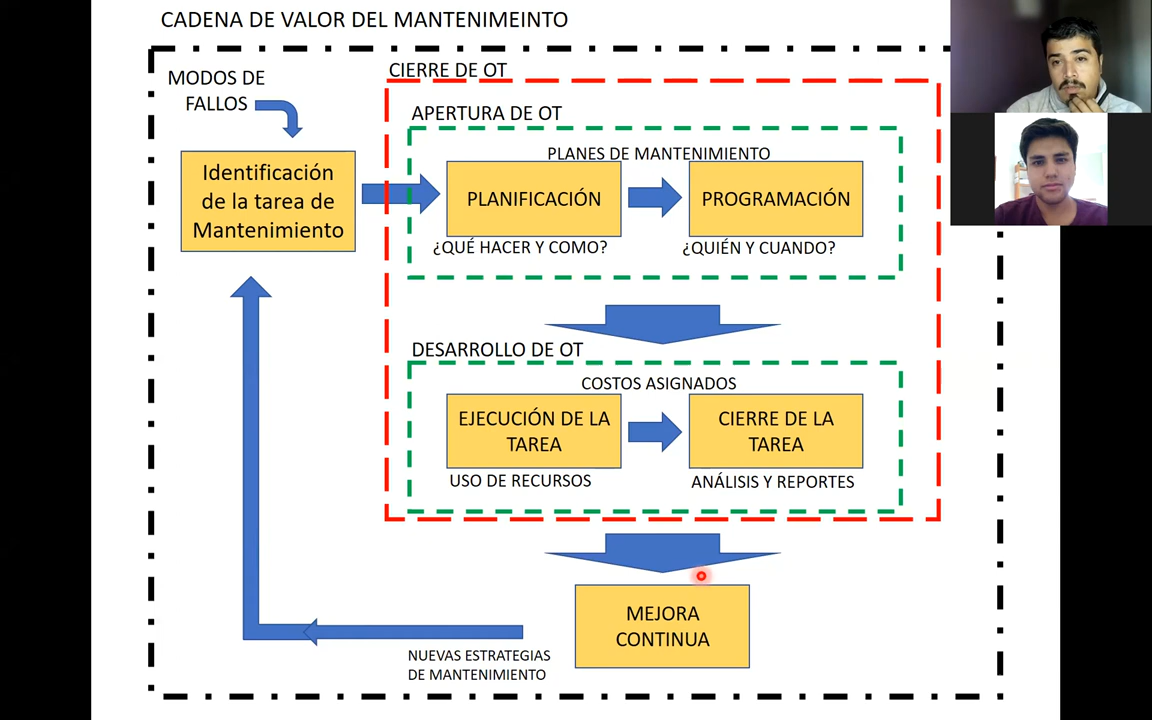 CADENA DE VALOR DEL MANTENIMEINTO
MODOS DE
FALLOS
CIERRE DE OT
APERTURA DE OT
PLANES DE MANTENIMIENTO
Identificación
de la tarea de
Mantenimiento
PLANIFICACIÓN
PROGRAMACIÓN
¿QUÉ HACER Y COMO?
¿QUIÉN Y CUANDO?
DESARROLLO DE OT
COSTOS ASIGNADOS
EJECUCIÓN DE LA
TAREA
CIERRE DE LA
TAREA
USO DE RECURSOS
ANÁLISIS Y REPORTES
MEJORA
CONTINUA
NUEVAS ESTRATEGIAS
DE MANTENIMIENTO